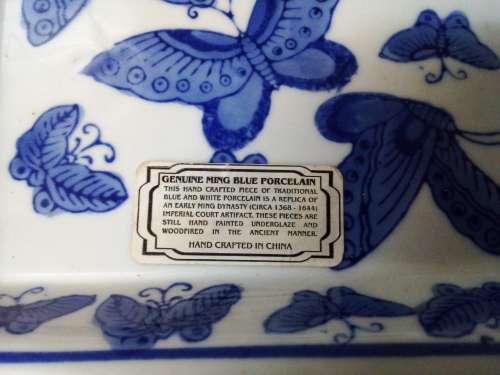 GENUINE MING BLUE PORCELAIN
THIS HAND CRAFTED PIECE OF TRADITIONAL
BLUE AND WHITE PORCELAIN IS A REPLICA OF
AN EARLY MING DYNASTY (CIRCA 1368 - 1644)
IMPERIAL COURT ARTIFACT. THESE PIECES ARE
STILL HAND PAINTED UNDERGLAZE AND
WOODFIRED IN THE ANCIENT MANNER.
HAND CRAFTED IN CHINA